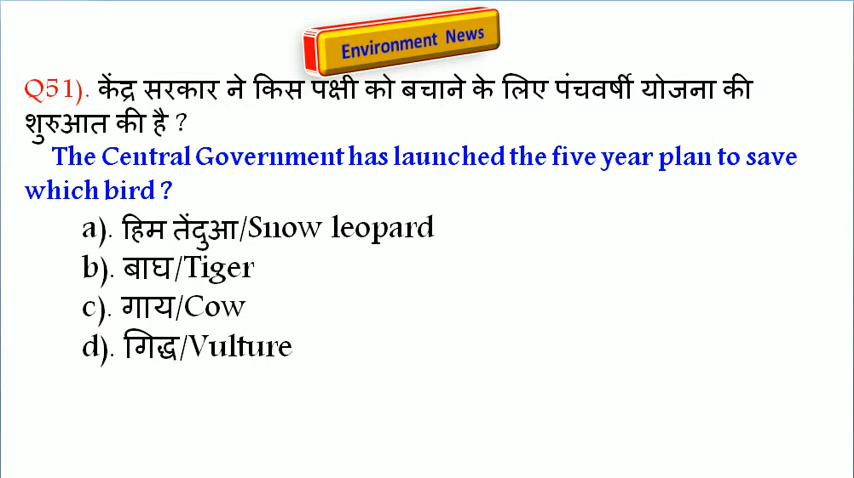 Environment News
Q51). केंद्र सरकार ने किस पक्षी को बचाने के लिए पंचवर्षी योजना की
शुरुआत की है ?
The Central Government has launched the five year plan to save
which bird ?
a). हिम तेंदुआ/Snow leopard
b). बाघ/Tiger
c). गाय/Cow
d). गिद्ध/Vulture